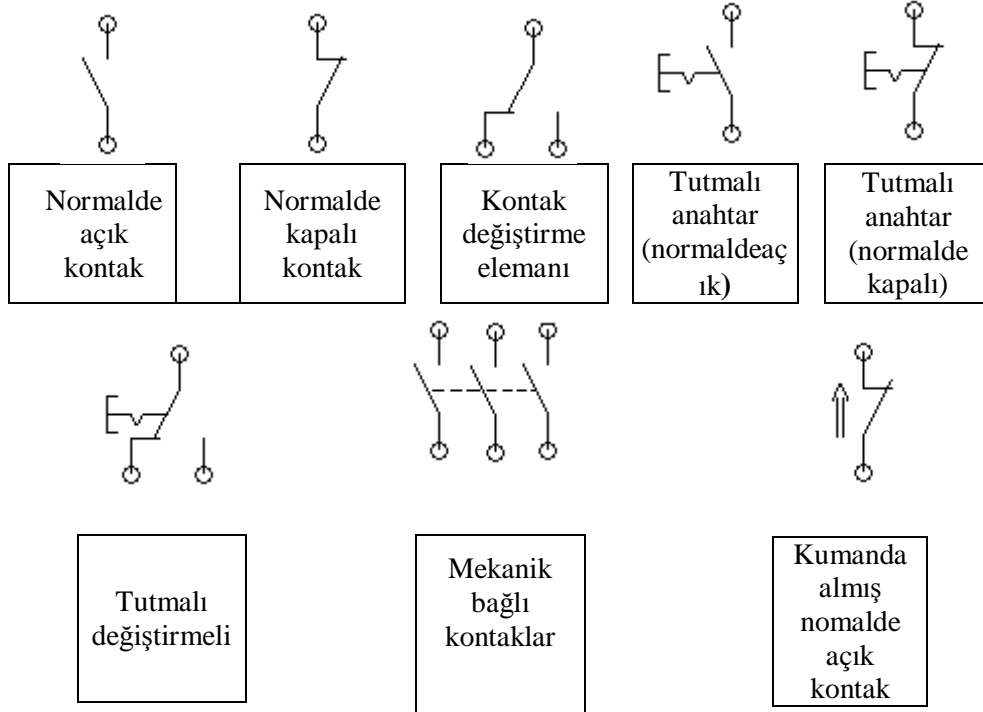 Normalde
açık
kontak
Normalde
kapalı
kontak
Kontak
değiştirme
elemanı
Tutmalı
anahtar
(normaldeaç
ık)
Tutmalı
anahtar
(normalde
kapalı)
Tutmalı
değiştirmeli
Mekanik
bağlı
kontaklar
Kumanda
almış
nomalde
açık
kontak